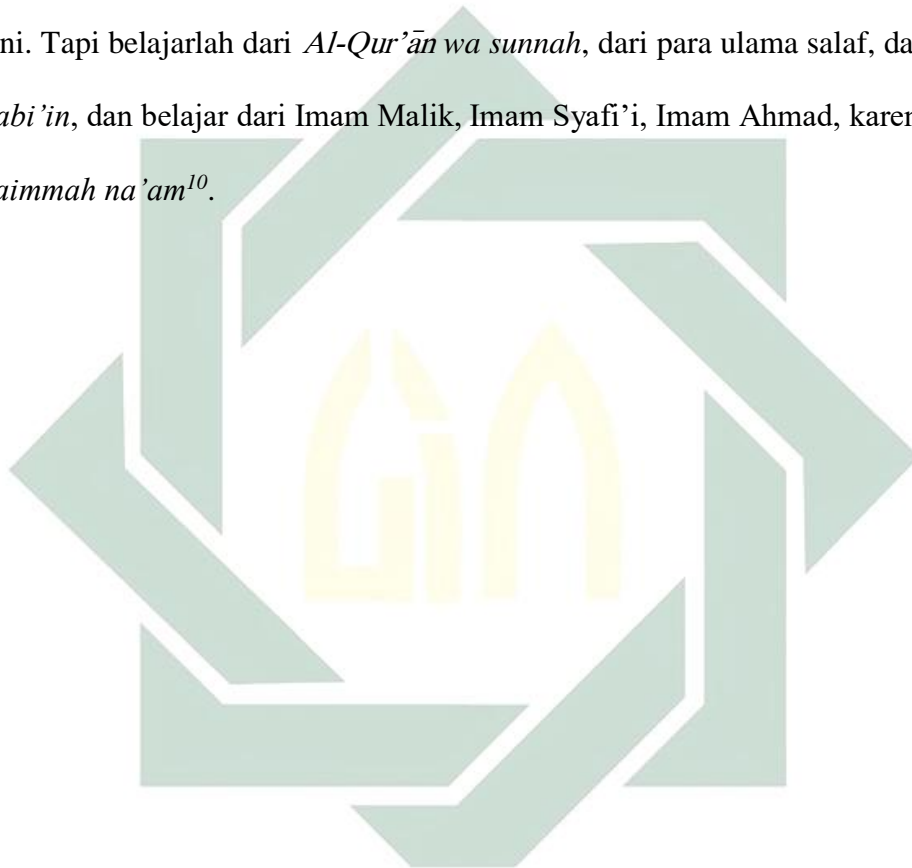 ni. Tapi belajarlah dari Al-Qur’ān wa sunnah, dari para ulama salaf, da
abi’in, dan belajar dari Imam Malik, Imam Syafi’i, Imam Ahmad, karen
aimmah na’am10.